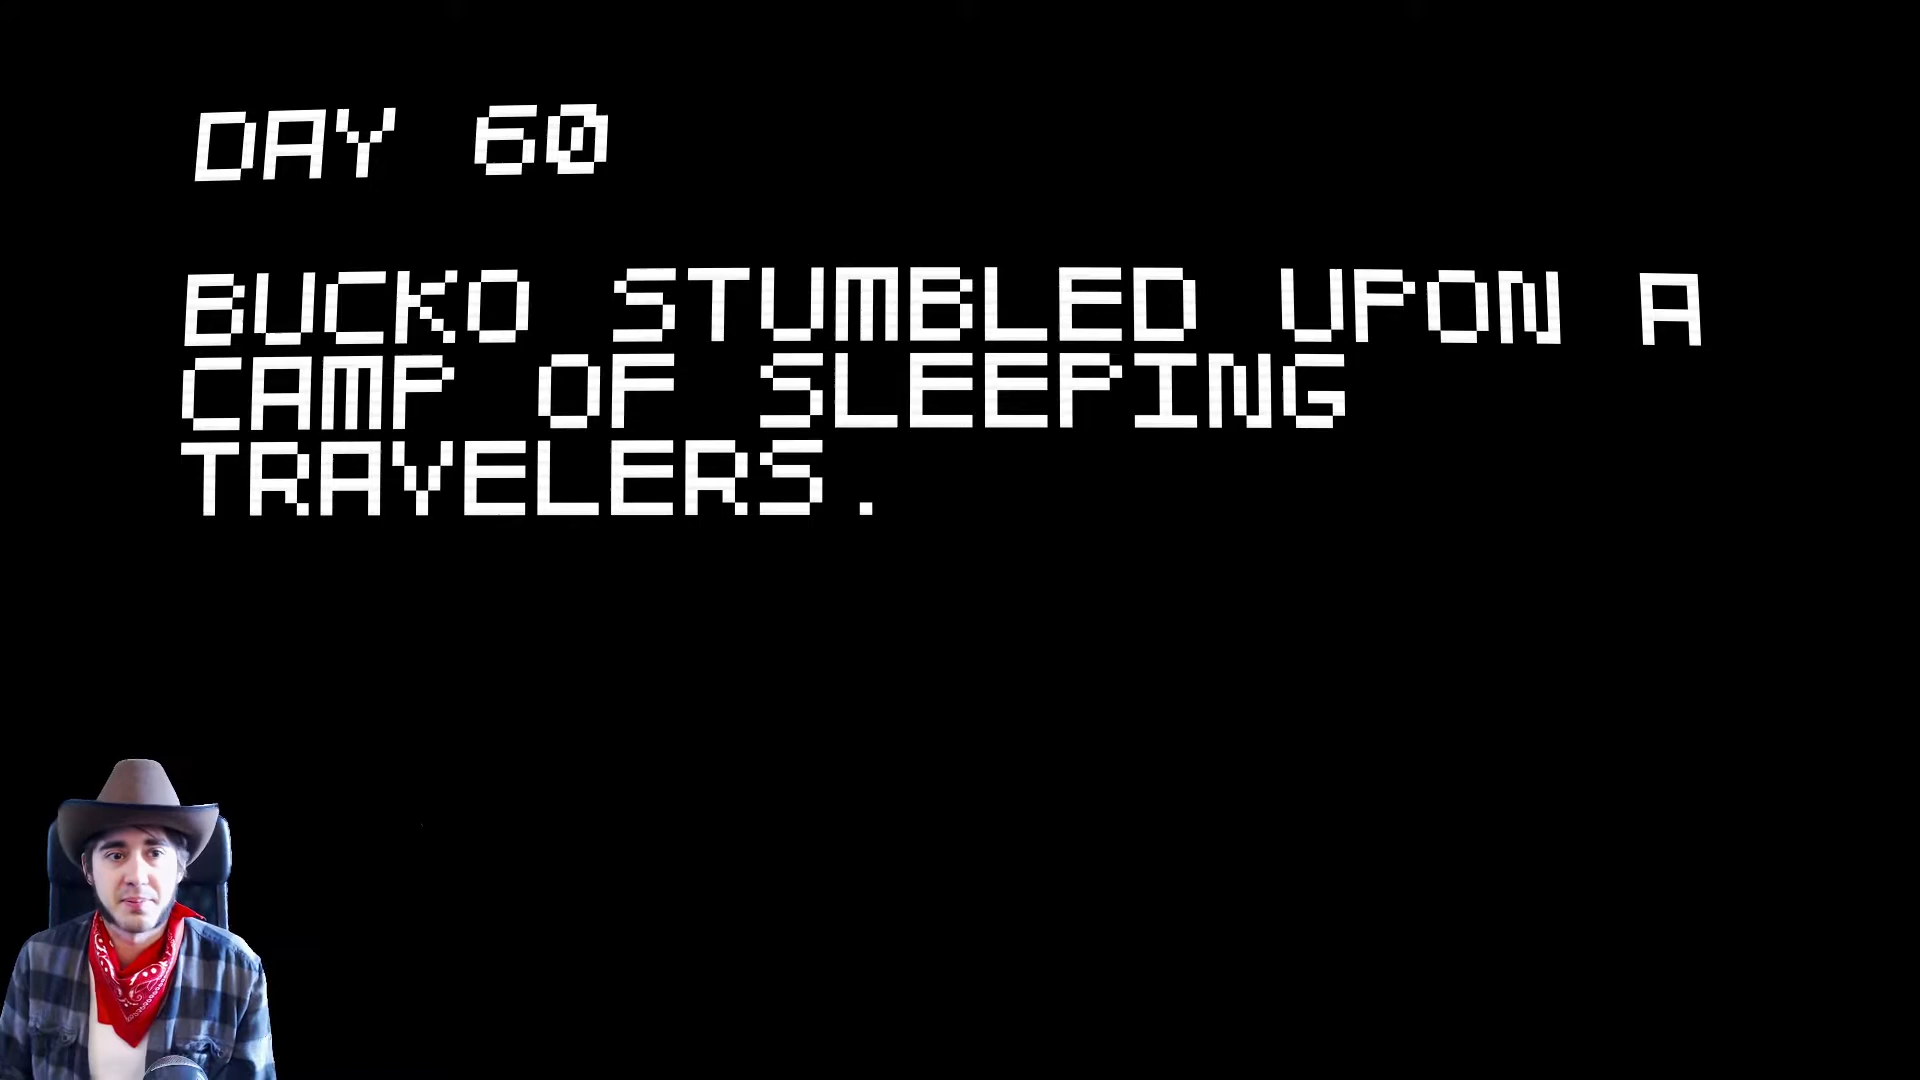 DAY 60
BUCKO STUMBLED UPON A
CAMP OF SLEEPING
TRAVELERS.